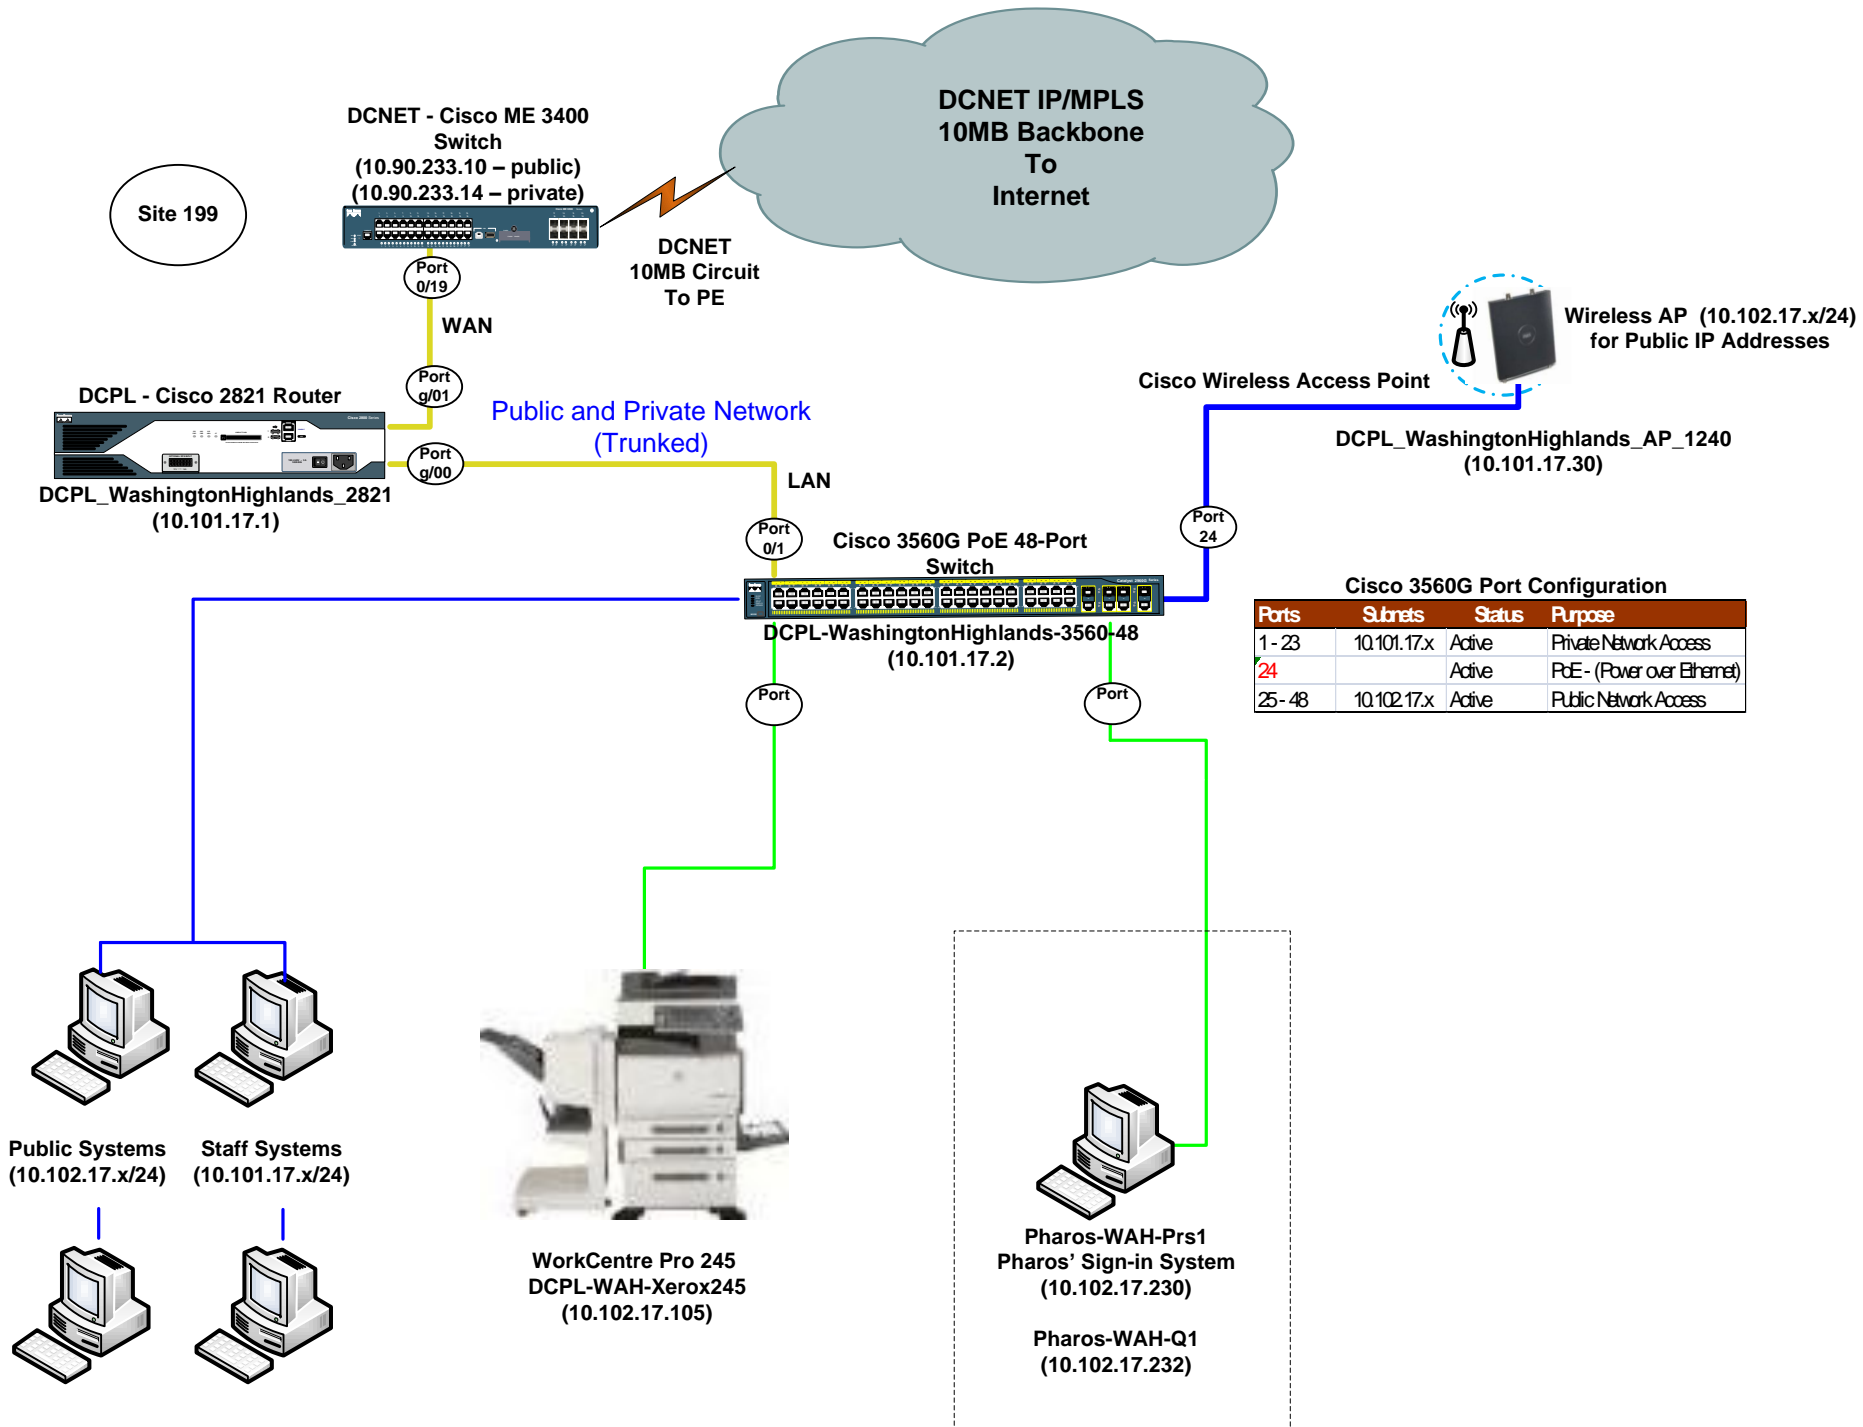 DCNET IP/MPLS
10MB Backbone
To
Internet
DCNET - Cisco ME 3400
Switch
(10.90.233.10 – public)
(10.90.233.14 – private)
Site 199
DCNET
10MB Circuit
To PE
Port
0/19
WAN
Port
g/01
DCPL - Cisco 2821 Router
Cisco 2800 Series
Public and Private Network
(Trunked)
Port
g/00
DCPL_WashingtonHighlands_2821
(10.101.17.1)
LAN
Port
0/1
Wireless AP (10.102.17.x/24)
for Public IP Addresses
Cisco Wireless Access Point
DCPL_WashingtonHighlands_AP_1240
(10.101.17.30)
Port
24
Cisco 3560G PoE 48-Port
Switch
DCPL-WashingtonHighlands-3560-48
(10.101.17.2)
Cisco 3560G Port Configuration
Ports Subnets Status Purpose
1 - 23 10.101.17.x Active Private Network Access
24 Active PoE - (Power over Ethernet)
25 - 48 10.102.17.x Active Public Network Access
Port
Port
Public Systems
(10.102.17.x/24)
Staff Systems
(10.101.17.x/24)
WorkCentre Pro 245
DCPL-WAH-Xerox245
(10.102.17.105)
Pharos-WAH-Prs1
Pharos’ Sign-in System
(10.102.17.230)
Pharos-WAH-Q1
(10.102.17.232)